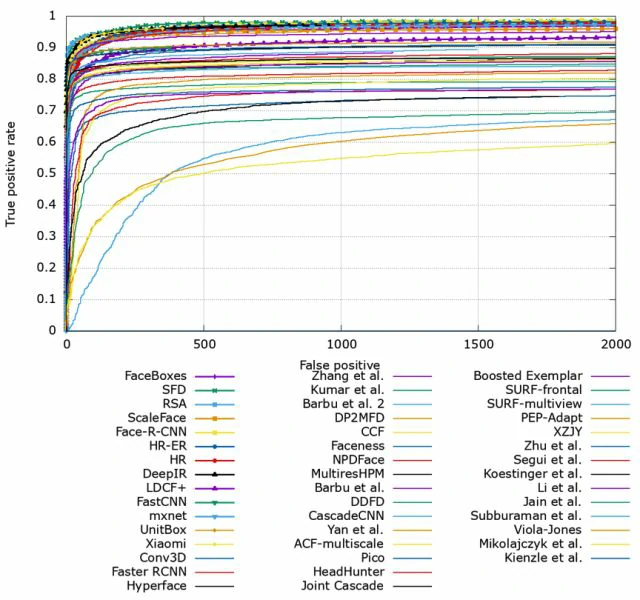 1
0.9
0.8
0.7
0.6
0.5
0.4
0.3
0.2
0.1
0
True positive rate
0 500 1000 1500 2000
False positive
FaceBoxes Zhang et al. Boosted Exemplar
SFD Kumar et al. SURF-frontal
RSA Barbu et al. 2 SURF-multiview
ScaleFace DP2MFD PEP-Adapt
Face-R-CNN CCF XZJY
HR-ER Faceness Zhu et al.
HR NPDFace Segui et al.
DeepIR MultiresHPM Koestinger et al.
LDCF+ Barbu et al. Li et al.
FastCNN DDFD Jain et al.
mxnet CascadeCNN Subburaman et al.
UnitBox Yan et al. Viola-Jones
Xiaomi ACF-multiscale Mikolajczyk et al.
Conv3D Pico Kienzle et al.
Faster RCNN HeadHunter
Hyperface Joint Cascade